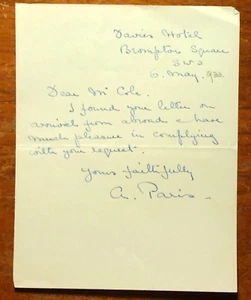 Davies Hotel
Brompton Square
SW3
6. May, 1932
Dear Mr Cole.
I found your letter on
arrival from abroad & have
much pleasure in complying
with your request.
Yours faithfully
A. Paris